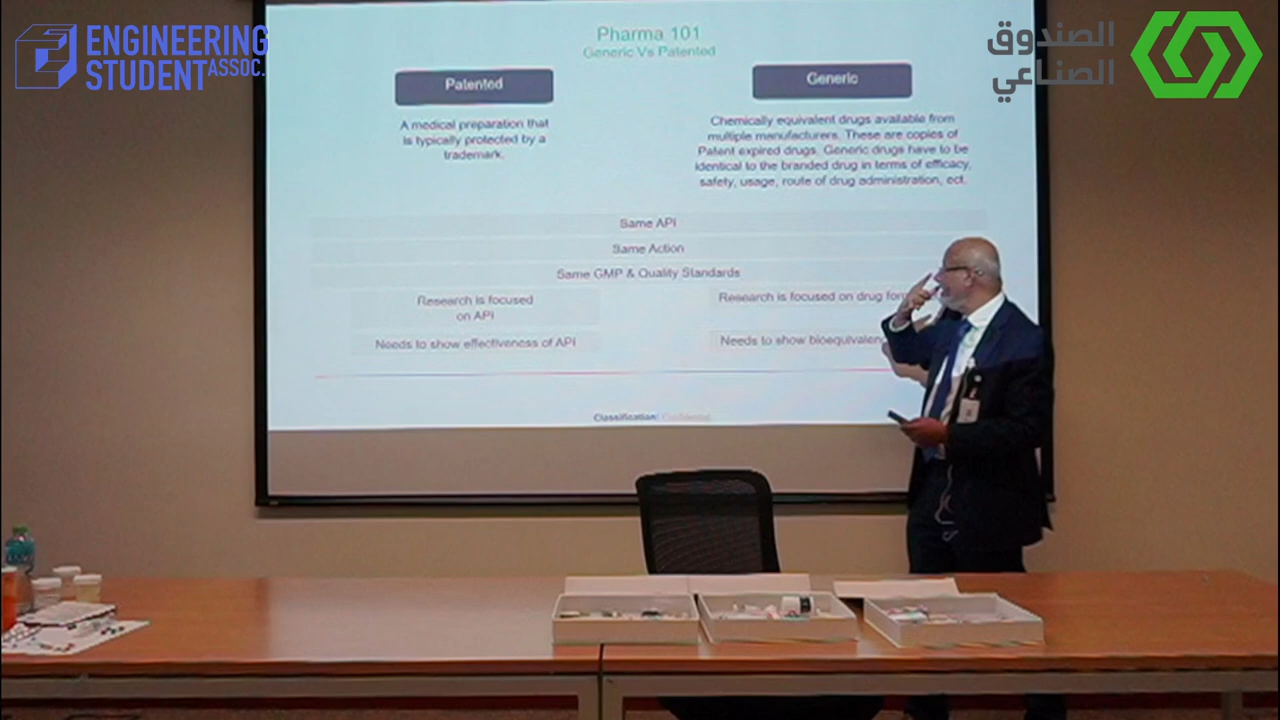 ENGINEERING
STUDENT ASSOC.
الصندوق
الصناعي
Pharma 101
Generic Vs Patented
Patented
A medical preparation that
is typically protected by a
trademark.
Generic
Chemically equivalent drugs available from
multiple manufacturers. These are copies of
Patent expired drugs. Generic drugs have to be
identical to the branded drug in terms of efficacy,
safety, usage, route of drug administration, ect.
Same API
Same Action
Same GMP & Quality Standards
Research is focused
on API
Research is focused on drug
Needs to show effectiveness of API
Needs to show
Classification: Confidential